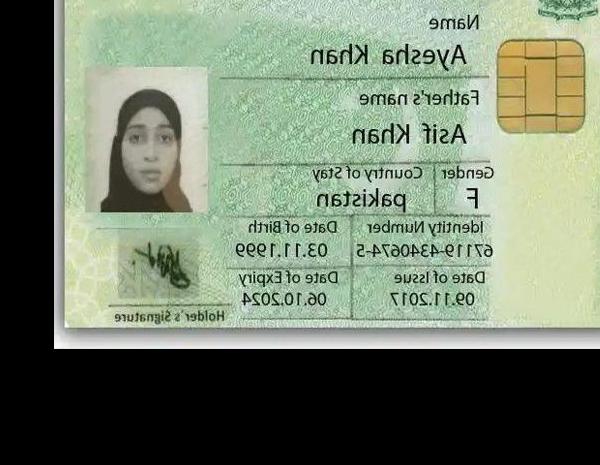 Name
Ayesha Khan
Father's name
Asif Khan
Gender Country of Stay
F pakistan
Identity Number Date of Birth
67119-4340674-5 03.11.1999
Date of Issue Date of Expiry
09.11.2017 06.10.2024
Holder's Signature